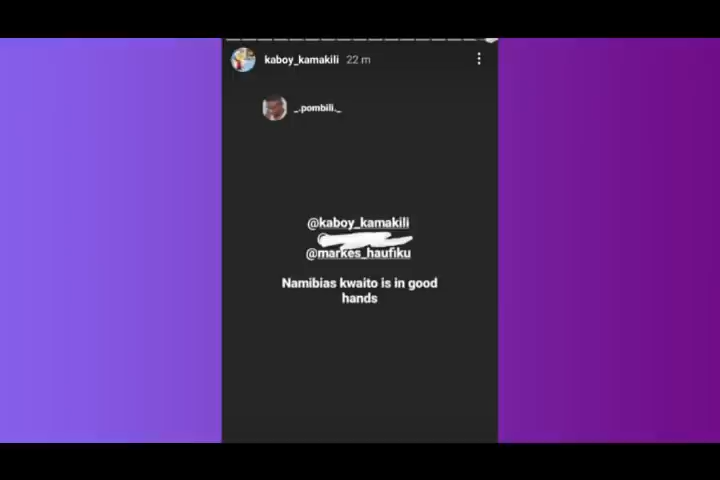 kaboy_kamakili 22 m
_.pombili._
@kaboy_kamakili
@markes_haufiku
Namibias kwaito is in good
hands